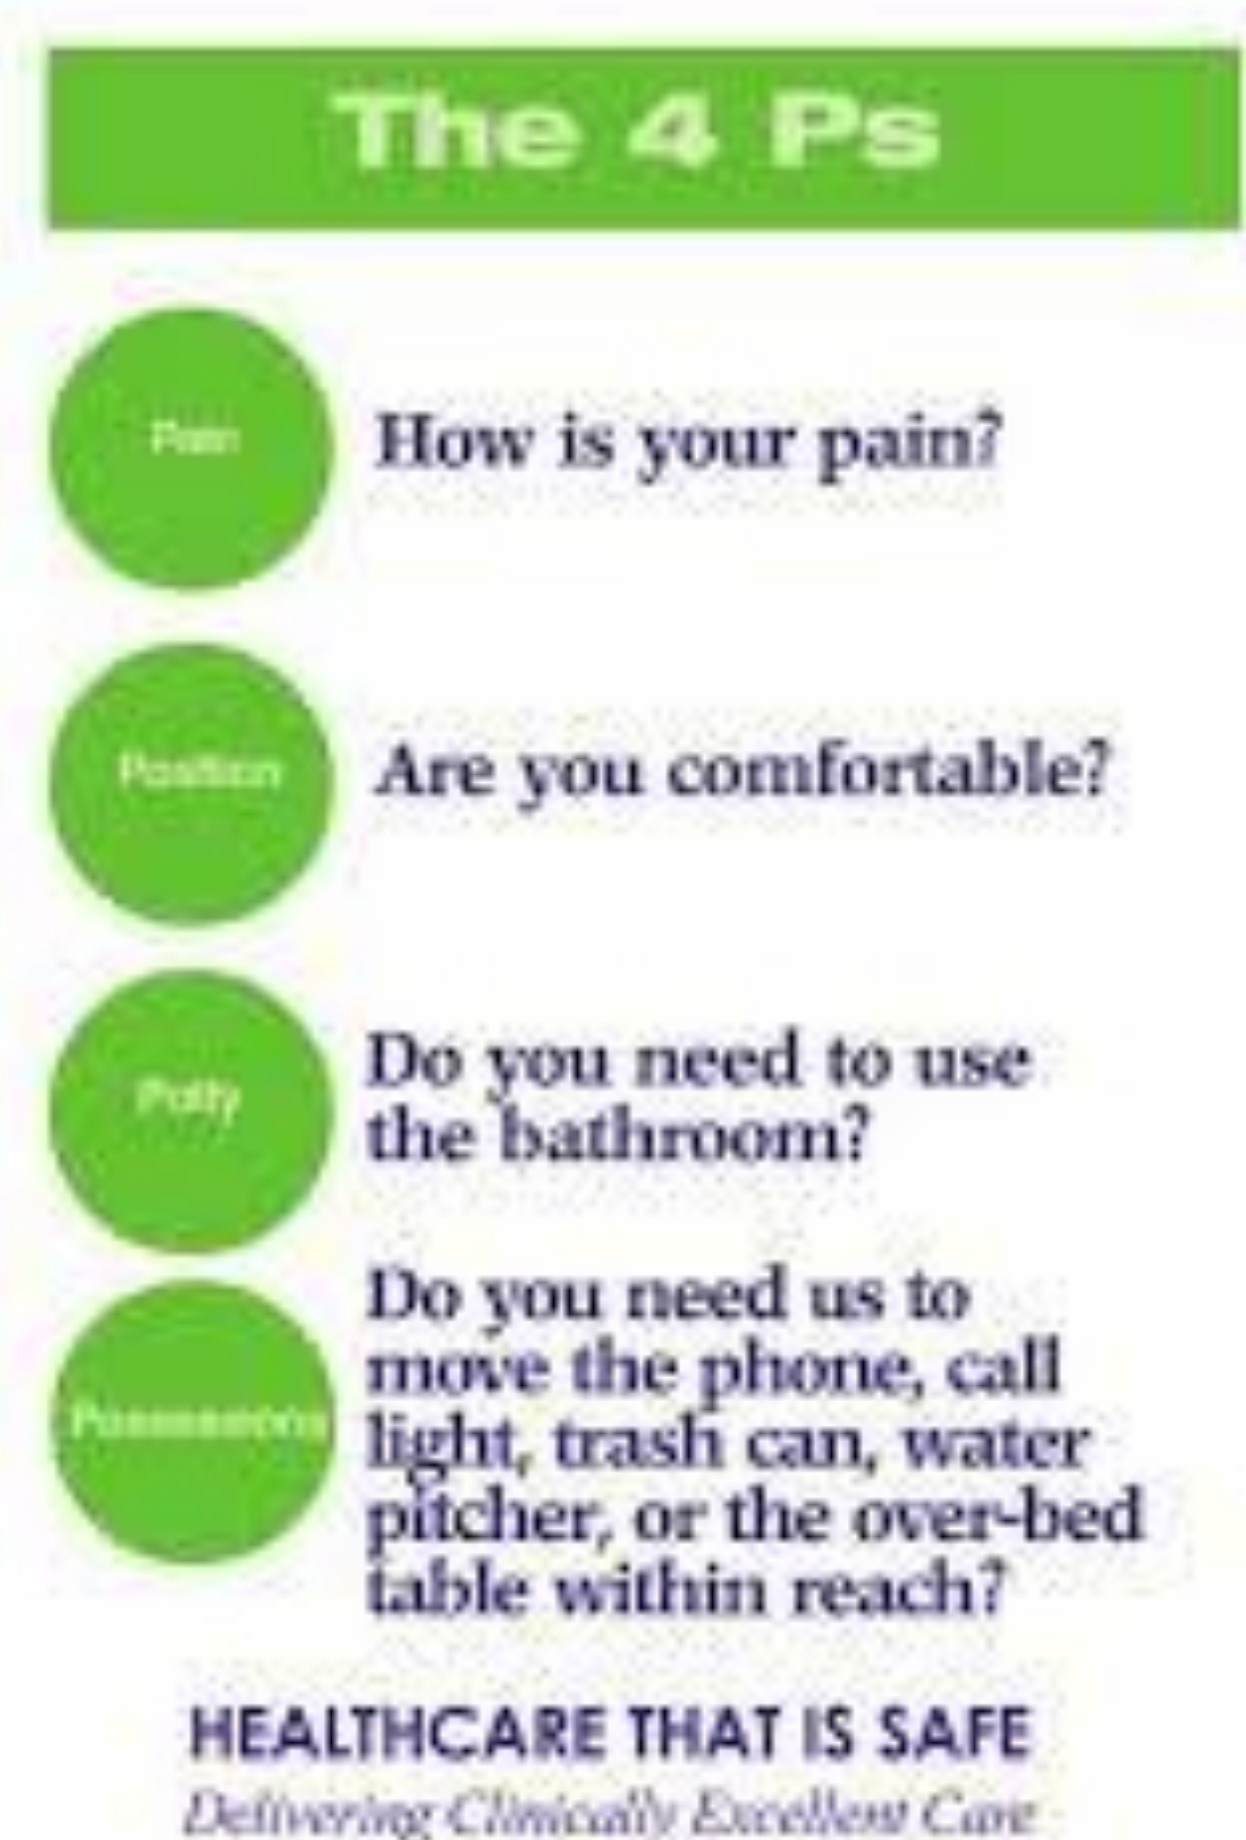 The 4 Ps
Pain
How is your pain?
Position
Are you comfortable?
Potty
Do you need to use
the bathroom?
Possessions
Do you need us to
move the phone, call
light, trash can, water
pitcher, or the over-bed
table within reach?
HEALTHCARE THAT IS SAFE
Delivering Clinically Excellent Care